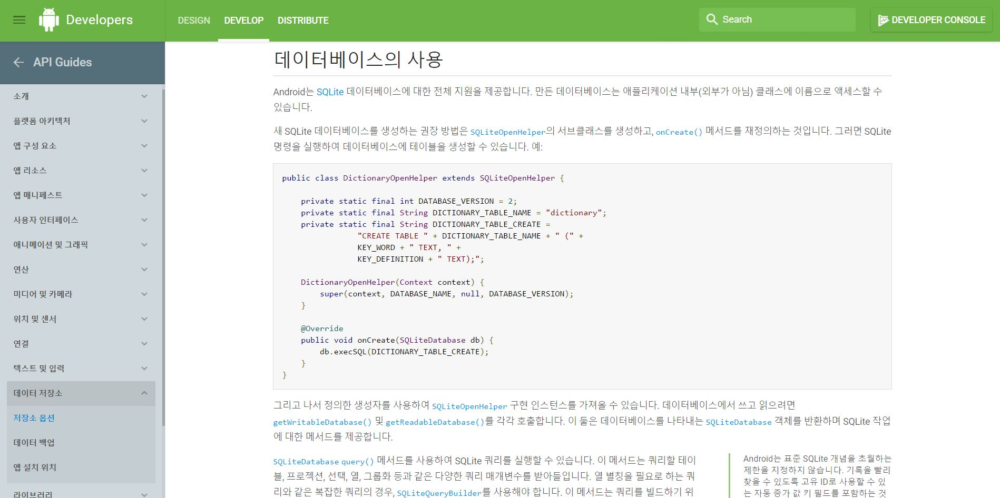 Developers
DESIGN DEVELOP DISTRIBUTE
Search
DEVELOPER CONSOLE
API Guides
소개
플랫폼 아키텍처
앱 구성 요소
앱 리소스
앱 매니페스트
사용자 인터페이스
애니메이션 및 그래픽
연산
미디어 및 카메라
위치 및 센서
연결
텍스트 및 입력
데이터 저장소
저장소 옵션
데이터 백업
앱 설치 위치
라이브러리
데이터베이스의 사용
Android는 SQLite 데이터베이스에 대한 전체 지원을 제공합니다. 만든 데이터베이스는 애플리케이션 내부(외부가 아님) 클래스에 이름으로 액세스할 수
있습니다.
새 SQLite 데이터베이스를 생성하는 권장 방법은 SQLiteOpenHelper의 서브클래스를 생성하고, onCreate() 메서드를 재정의하는 것입니다. 그러면 SQLite
명령을 실행하여 데이터베이스에 테이블을 생성할 수 있습니다. 예:
public class DictionaryOpenHelper extends SQLiteOpenHelper {
private static final int DATABASE_VERSION = 2;
private static final String DICTIONARY_TABLE_NAME = "dictionary";
private static final String DICTIONARY_TABLE_CREATE =
"CREATE TABLE " + DICTIONARY_TABLE_NAME + " (" +
KEY_WORD + " TEXT, " +
KEY_DEFINITION + " TEXT);";
DictionaryOpenHelper(Context context) {
super(context, DATABASE_NAME, null, DATABASE_VERSION);
}
@Override
public void onCreate(SQLiteDatabase db) {
db.execSQL(DICTIONARY_TABLE_CREATE);
}
}
그리고 나서 정의한 생성자를 사용하여 SQLiteOpenHelper 구현 인스턴스를 가져올 수 있습니다. 데이터베이스에서 쓰고 읽으려면
getWritableDatabase() 및 getReadableDatabase()를 각각 호출합니다. 이 둘은 데이터베이스를 나타내는 SQLiteDatabase 객체를 반환하며 SQLite 작업
에 대한 메서드를 제공합니다.
SQLiteDatabase query() 메서드를 사용하여 SQLite 쿼리를 실행할 수 있습니다. 이 메서드는 쿼리할 테이
블, 프로젝션, 선택, 열, 그룹화 등과 같은 다양한 쿼리 매개변수를 받아들입니다. 열 별칭을 필요로 하는 쿼
리와 같은 복잡한 쿼리의 경우, SQLiteQueryBuilder를 사용해야 합니다. 이 메서드는 쿼리를 빌드하기 위
Android는 표준 SQLite 개념을 초월하는
제한을 지정하지 않습니다. 기록을 빨리
찾을 수 있도록 고유 ID로 사용할 수 있
는 자동 증가 값 키 필드를 포함하는 것